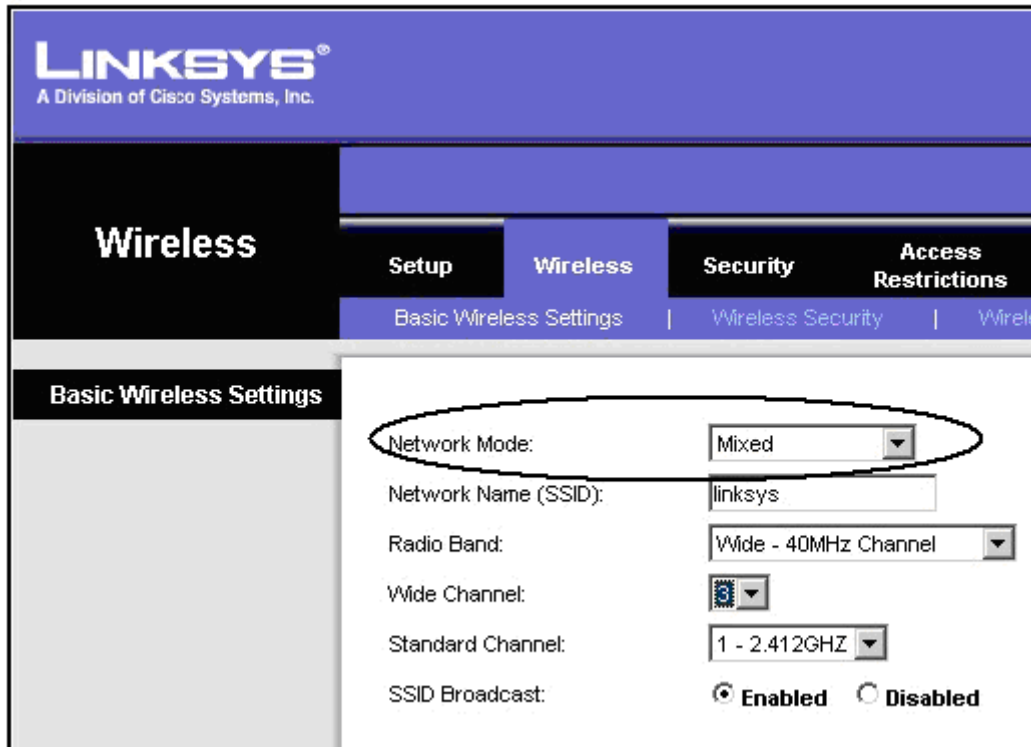 LINKSYS®
A Division of Cisco Systems, Inc.
Wireless
Setup Wireless Security Access Restrictions
Basic Wireless Settings | Wireless Security |
Basic Wireless Settings
Network Mode: Mixed
Network Name (SSID): linksys
Radio Band: Wide - 40MHz Channel
Wide Channel: 3
Standard Channel: 1 - 2.412GHZ
SSID Broadcast: Enabled Disabled